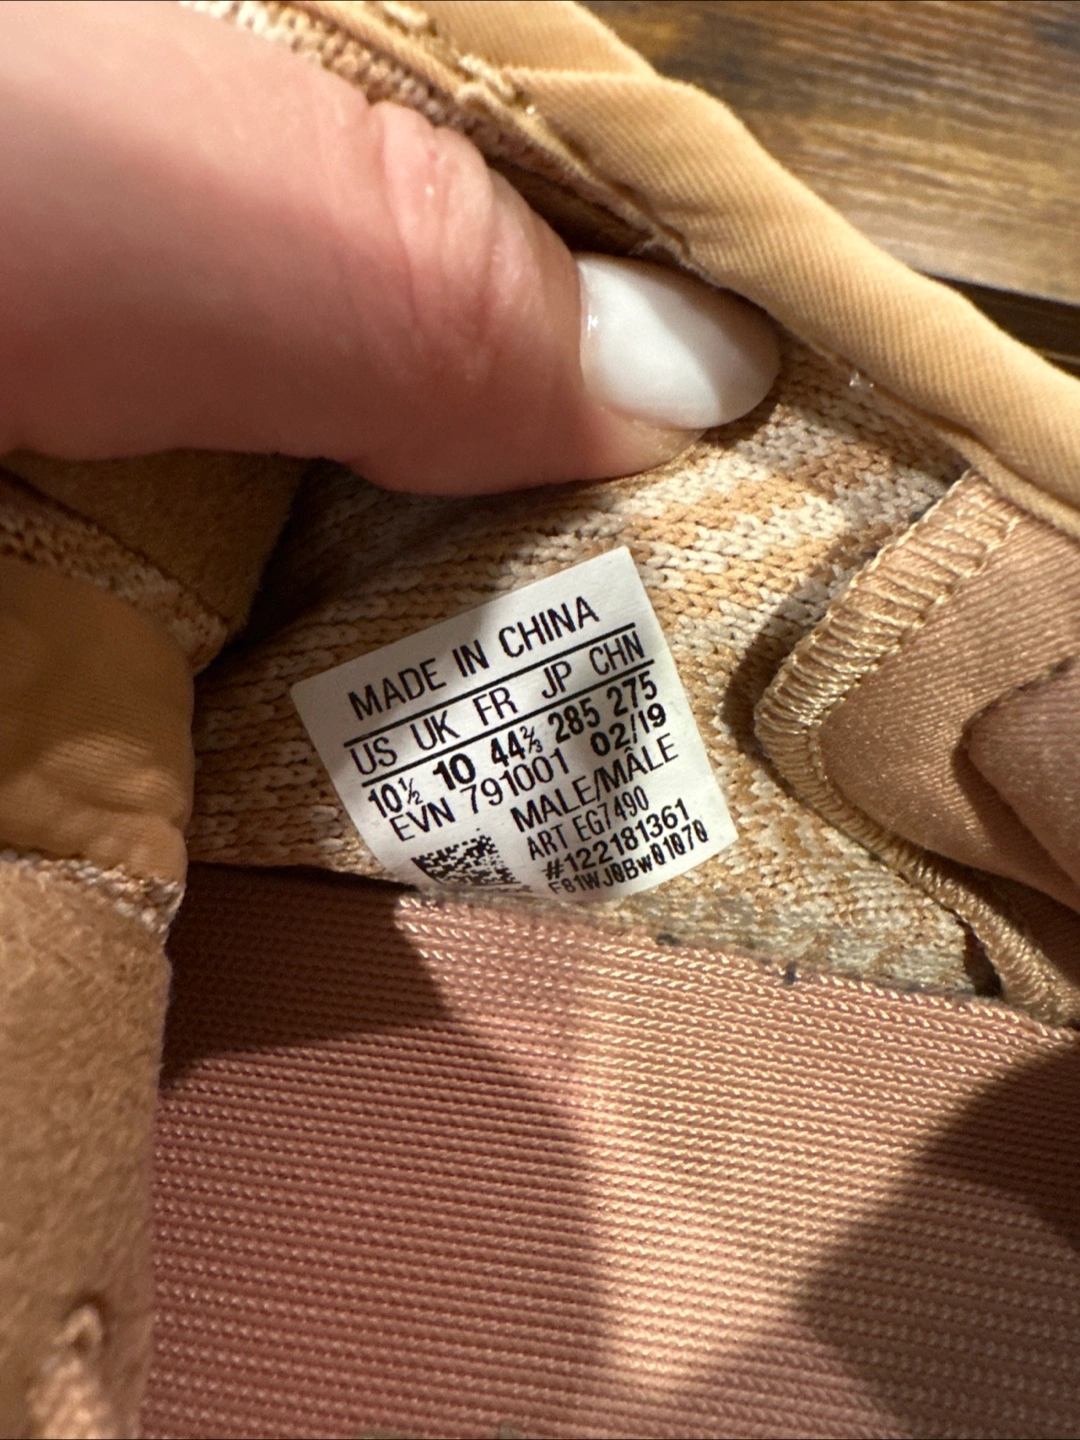 MADE IN CHINA
US UK FR JP CHN
10½ 10 44⅔ 285 275
EVN 791001 02/19
MALE/MÂLE
ART EG7490
#122181361
F81WJ0Bw01070